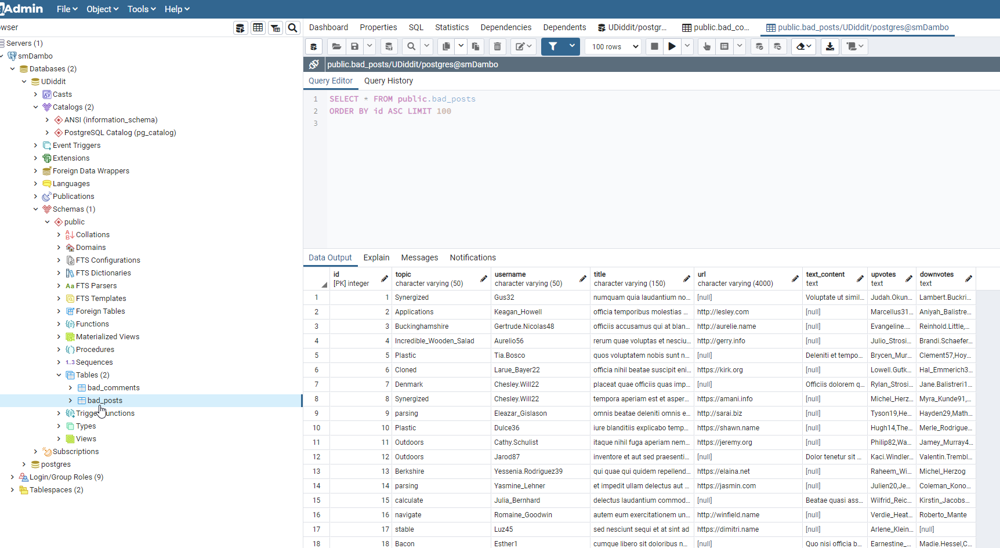 Admin File Object Tools Help
wser
Dashboard Properties SQL Statistics Dependencies Dependents UDiddit/postgr... public.bad_co... public.bad_posts/UDiddit/postgres@smDambo
100 rows
public.bad_posts/UDiddit/postgres@smDambo
Query Editor Query History
1 SELECT * FROM public.bad_posts
2 ORDER BY id ASC LIMIT 100
3
Servers (1)
smDambo
Databases (2)
UDiddit
Casts
Catalogs (2)
ANSI (information_schema)
PostgreSQL Catalog (pg_catalog)
Event Triggers
Extensions
Foreign Data Wrappers
Languages
Publications
Schemas (1)
public
Collations
Domains
FTS Configurations
FTS Dictionaries
Aa FTS Parsers
FTS Templates
Foreign Tables
Functions
Materialized Views
Procedures
1..3 Sequences
Tables (2)
bad_comments
bad_posts
Trigge unctions
Types
Views
Subscriptions
postgres
Login/Group Roles (9)
Tablespaces (2)
Data Output Explain Messages Notifications
id topic username title url text_content upvotes downvotes
[PK] integer character varying (50) character varying (50) character varying (150) character varying (4000) text text text
1 1 Synergized Gus32 numquam quia laudantium no... [null] Voluptate ut simil... Judah.Okun... Lambert.Buckri...
2 2 Applications Keagan_Howell officia temporibus molestias ... http://lesley.com [null] Marcellus31... Aniyah_Balistre...
3 3 Buckinghamshire Gertrude.Nicolas48 officiis accusamus qui at blan... http://aurelie.name [null] Evangeline.... Reinhold.Little,...
4 4 Incredible_Wooden_Salad Aurelio56 rerum quae voluptas et nesciu... http://gerry.info [null] Julio_Strosi... Brandi.Schaefer...
5 5 Plastic Tia.Bosco quos voluptatem nobis sunt n... [null] Deleniti et tempo... Brycen_Mur... Clement57,Hoy...
6 6 Cloned Larue_Bayer22 officia nihil beatae suscipit eni... https://kirk.org [null] Lowell.Gutk... Hal_Emmerich3...
7 7 Denmark Chesley.Will22 placeat quae officiis quas imp... [null] Officiis dolorem q... Rylan_Strosi... Jane.Balistreri1...
8 8 Synergized Chesley.Will22 tempora aperiam est et asper... https://amani.info [null] Michel_Herz... Myra_Kunde91,...
9 9 parsing Eleazar_Gislason omnis beatae deleniti omnis e... http://sarai.biz [null] Tyson19,He... Hayden29,Math...
10 10 Plastic Dulce36 iure blanditiis explicabo temp... https://shawn.name [null] Hugh14,The... Merle_Rodrigue...
11 11 Outdoors Cathy.Schulist itaque nihil fuga aperiam nem... https://jeremy.org [null] Philip82,Wa... Jamey_Murray4...
12 12 Outdoors Jarod87 inventore et aut sed praesenti... [null] Dolor tenetur sit ... Kaci.Windler... Valentin.Trembl...
13 13 Berkshire Yessenia.Rodriguez39 qui quae qui quidem repellend... https://elaina.net [null] Raheem_Wi... Michel_Herzog
14 14 parsing Yasmine_Lehner et impedit ullam delectus aut ... https://jasmin.com [null] Julien20,Je... Coleman_Kono...
15 15 calculate Julia_Bernhard delectus laudantium commod... [null] Beatae quasi ass... Wilfrid_Reic... Kirstin_Jacobs...
16 16 navigate Romaine_Goodwin autem eum exercitationem un... http://winfield.name [null] Verdie_Heat... Roberto_Mante
17 17 stable Luz45 sed nesciunt sequi et at sint ad https://dimitri.name [null] Arlene_Klein... [null]
18 18 Bacon Esther1 cumque libero sit doloribus n... [null] Quo nisi officia b... Earnestine_... Madie.Hessel,C...